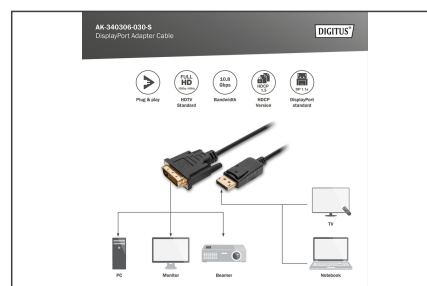 AK-340306-030-S
DisplayPort Adapter Cable
DIGITUS®
FULL
HD
10.8
Gbps
HDCP
1.3
DP 1.1a
Plug & play
HDTV
Standard
Bandwidth
HDCP
Version
DisplayPort
standard
TV
PC
Monitor
Beamer
Notebook